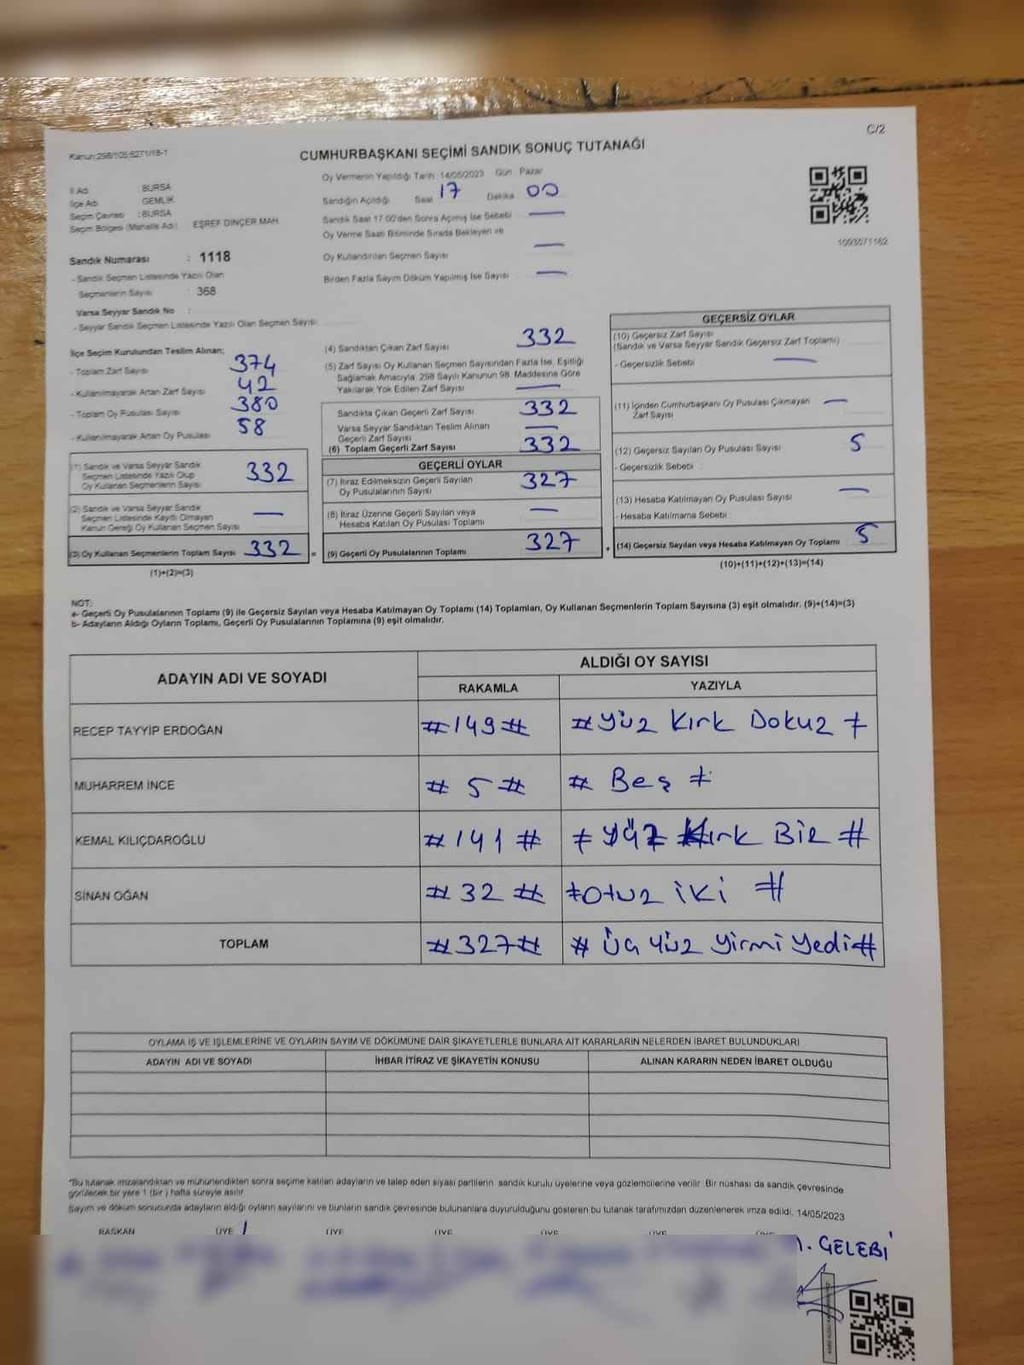 C/2
Kanun:298/105;6271/18-1
CUMHURBAŞKANI SEÇİMİ SANDIK SONUÇ TUTANAĞI
İl Adı : BURSA
İlçe Adı : GEMLİK
Seçim Çevresi : BURSA
Seçim Bölgesi (Mahalle Adı) EŞREF DİNÇER MAH.
Oy Vermenin Yapıldığı Tarih :14/05/2023 Gün Pazar
Sandığın Açıldığı Saat 17 Dakika 00
Sandık Saat 17.00'den Sonra Açılmış İse Sebebi —
Oy Verme Saati Bitiminde Sırada Bekleyen ve
Oy Kullandırılan Seçmen Sayısı —
Birden Fazla Sayım Döküm Yapılmış İse Sayısı —
1093071162
Sandık Numarası : 1118
- Sandık Seçmen Listesinde Yazılı Olan
Seçmenlerin Sayısı : 368
Varsa Seyyar Sandık No :
- Seyyar Sandık Seçmen Listesinde Yazılı Olan Seçmen Sayısı:
İlçe Seçim Kurulundan Teslim Alınan;
- Toplam Zarf Sayısı 374
- Kullanılmayarak Artan Zarf Sayısı 42
- Toplam Oy Pusulası Sayısı 380
- Kullanılmayarak Artan Oy Pusulası 58
(1) Sandık ve Varsa Seyyar Sandık
Seçmen Listesinde Yazılı Olup
Oy Kullanan Seçmenlerin Sayısı 332
(2) Sandık ve Varsa Seyyar Sandık
Seçmen Listesinde Kayıtlı Olmayan
Kanun Gereği Oy Kullanan Seçmen Sayısı —
(3) Oy Kullanan Seçmenlerin Toplam Sayısı 332 =
(1)+(2)=(3)
(4) Sandıktan Çıkan Zarf Sayısı 332
(5) Zarf Sayısı Oy Kullanan Seçmen Sayısından Fazla İse, Eşitliği
Sağlamak Amacıyla; 298 Sayılı Kanunun 98. Maddesine Göre
Yakılarak Yok Edilen Zarf Sayısı —
Sandıkta Çıkan Geçerli Zarf Sayısı 332
Varsa Seyyar Sandıktan Teslim Alınan
Geçerli Zarf Sayısı —
(6) Toplam Geçerli Zarf Sayısı 332
GEÇERLİ OYLAR
(7) İtiraz Edilmeksizin Geçerli Sayılan
Oy Pusulalarının Sayısı 327
(8) İtiraz Üzerine Geçerli Sayılan veya
Hesaba Katılan Oy Pusulası Toplamı —
(9) Geçerli Oy Pusulalarının Toplamı 327 +
GEÇERSİZ OYLAR
(10) Geçersiz Zarf Sayısı
(Sandık ve Varsa Seyyar Sandık Geçersiz Zarf Toplamı)
- Geçersizlik Sebebi : —
(11) İçinden Cumhurbaşkanı Oy Pusulası Çıkmayan
Zarf Sayısı —
(12) Geçersiz Sayılan Oy Pusulası Sayısı 5
- Geçersizlik Sebebi :
(13) Hesaba Katılmayan Oy Pusulası Sayısı —
- Hesaba Katılmama Sebebi :
(14) Geçersiz Sayılan veya Hesaba Katılmayan Oy Toplamı 5
(10)+(11)+(12)+(13)=(14)
NOT:
a- Geçerli Oy Pusulalarının Toplamı (9) ile Geçersiz Sayılan veya Hesaba Katılmayan Oy Toplamı (14) Toplamları, Oy Kullanan Seçmenlerin Toplam Sayısına (3) eşit olmalıdır. (9)+(14)=(3)
b- Adayların Aldığı Oyların Toplamı, Geçerli Oy Pusulalarının Toplamına (9) eşit olmalıdır.
ADAYIN ADI VE SOYADI ALDIĞI OY SAYISI
RAKAMLA YAZIYLA
RECEP TAYYİP ERDOĞAN #149# #Yüz Kırk Dokuz #
MUHARREM İNCE # 5 # # Beş #
KEMAL KILIÇDAROĞLU # 141 # # yüz Kırk Bir #
SİNAN OĞAN # 32 # #Otuz iki #
TOPLAM #327# # üç yüz yirmi yedi#
OYLAMA İŞ VE İŞLEMLERİNE VE OYLARIN SAYIM VE DÖKÜMÜNE DAİR ŞİKAYETLERLE BUNLARA AİT KARARLARIN NELERDEN İBARET BULUNDUKLARI
ADAYIN ADI VE SOYADI İHBAR İTİRAZ VE ŞİKAYETİN KONUSU ALINAN KARARIN NEDEN İBARET OLDUĞU
*Bu tutanak imzalandıktan ve mühürlendikten sonra seçime katılan adayların ve talep eden siyasi partilerin sandık kurulu üyelerine veya gözlemcilerine verilir. Bir nüshası da sandık çevresinde
görülecek bir yere 1 (bir) hafta süreyle asılır.
Sayım ve döküm sonucunda adayların aldığı oyların sayılarını ve bunların sandık çevresinde bulunanlara duyurulduğunu gösteren bu tutanak tarafımızdan düzenlenerek imza edildi. 14/05/2023
BAŞKAN ÜYE ÜYE ÜYE ÜYE ÜYE
GELEBİ